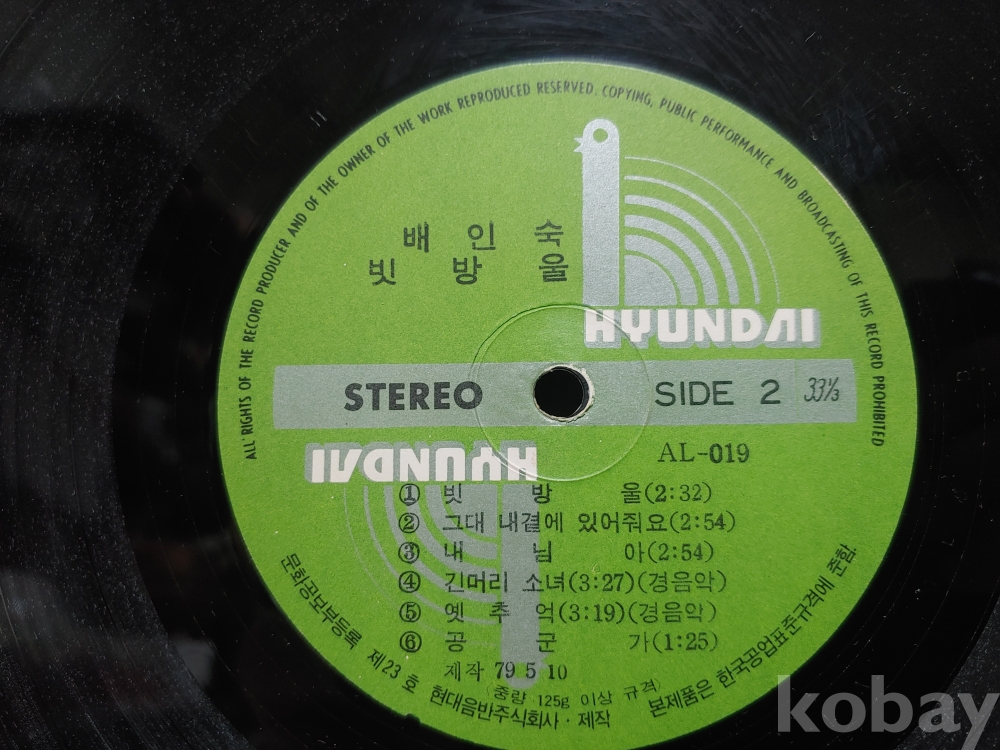 ALL RIGHTS OF THE RECORD PRODUCER AND OF THE OWNER OF THE WORK REPRODUCED RESERVED. COPYING, PUBLIC PERFORMANCE AND BROADCASTING OF THIS RECORD PROHIBITED
배 인 숙
빗 방 울
HYUNDAI
STEREO
SIDE 2 33⅓
HYUNDAI
AL-019
① 빗 방 울(2:32)
② 그대 내곁에 있어줘요(2:54)
③ 내 님 아(2:54)
④ 긴머리 소녀(3:27)(경음악)
⑤ 옛 추 억(3:19)(경음악)
⑥ 공 군 가(1:25)
제작 79 5 10
(중량 125g 이상 규격)
문화공보부등록 제23 호 현대음반주식회사·제작 본제품은 한국공업표준규격에 준함
kobay